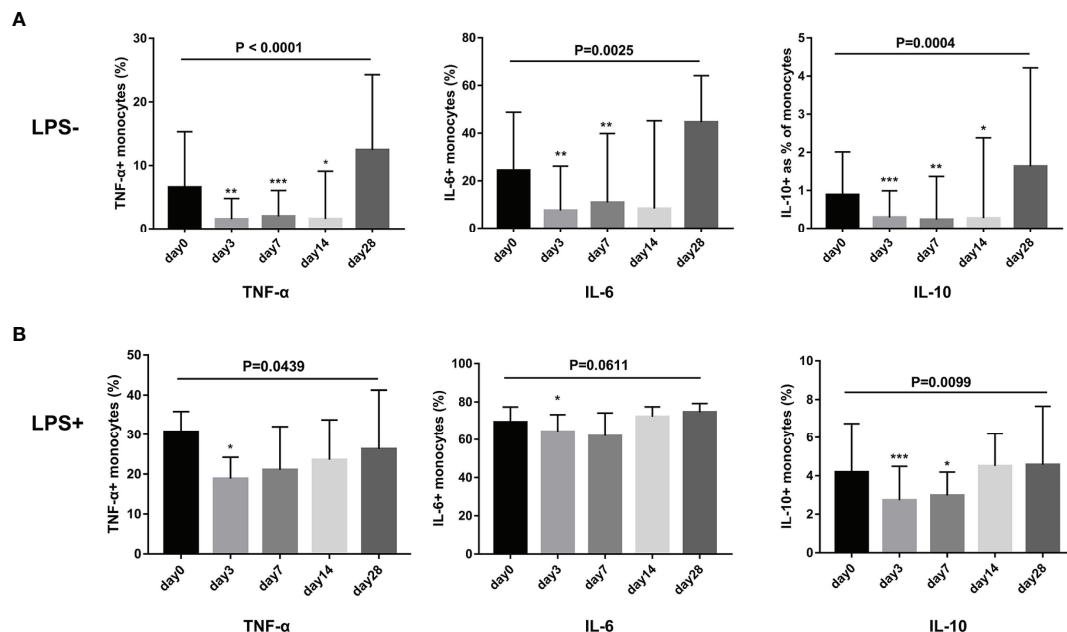 A
LPS-
TNF-α+ monocytes (%)
30
20
10
0
P < 0.0001
**
***
*
day0
day3
day7
day14
day28
TNF-α
IL-6+ monocytes (%)
80
60
40
20
0
P=0.0025
**
**
day0
day3
day7
day14
day28
IL-6
IL-10+ as % of monocytes
5
4
3
2
1
0
P=0.0004
***
**
*
day0
day3
day7
day14
day28
IL-10
B
LPS+
TNF-α+ monocytes (%)
50
40
30
20
10
0
P=0.0439
*
day0
day3
day7
day14
day28
TNF-α
IL-6+ monocytes (%)
100
80
60
40
20
0
P=0.0611
*
day0
day3
day7
day14
day28
IL-6
IL-10+ monocytes (%)
10
8
6
4
2
0
P=0.0099
***
*
day0
day3
day7
day14
day28
IL-10